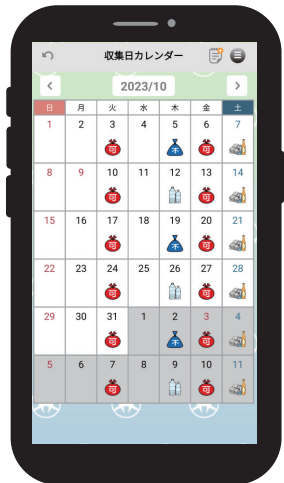 収集日カレンダー
2023/10
日 月 火 水 木 金 土
1 2 3 4 5 6 7
可 不 可
8 9 10 11 12 13 14
可 可
15 16 17 18 19 20 21
可 不 可
22 23 24 25 26 27 28
可 可
29 30 31 1 2 3 4
可 不 可
5 6 7 8 9 10 11
可 可